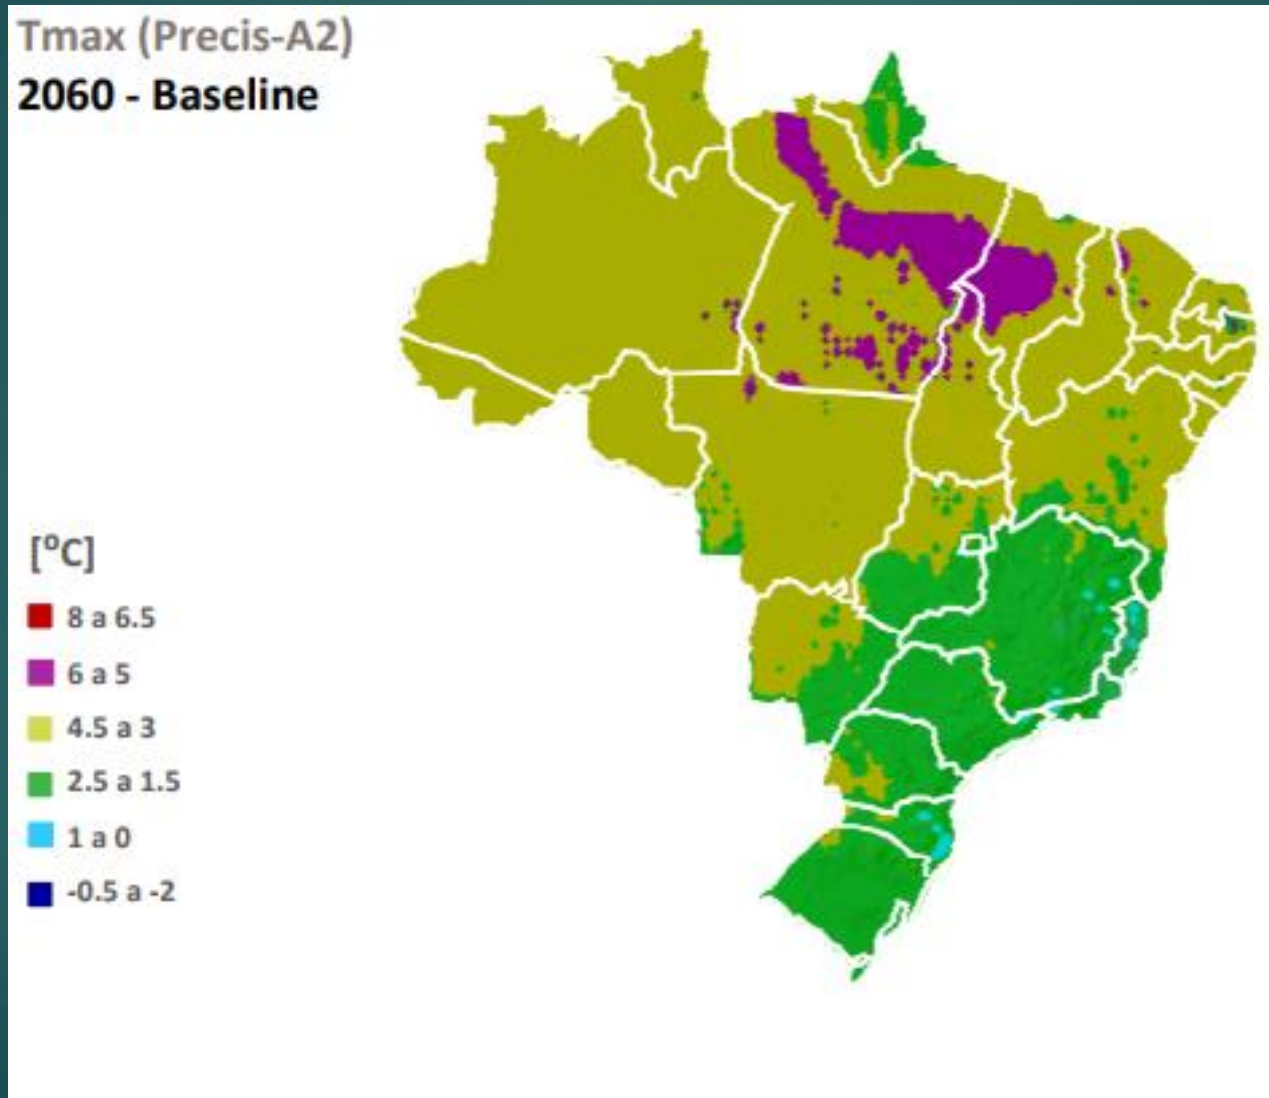 Tmax (Precis-A2)
2060 - Baseline
[ºC]
8 a 6.5
6 a 5
4.5 a 3
2.5 a 1.5
1 a 0
-0.5 a -2